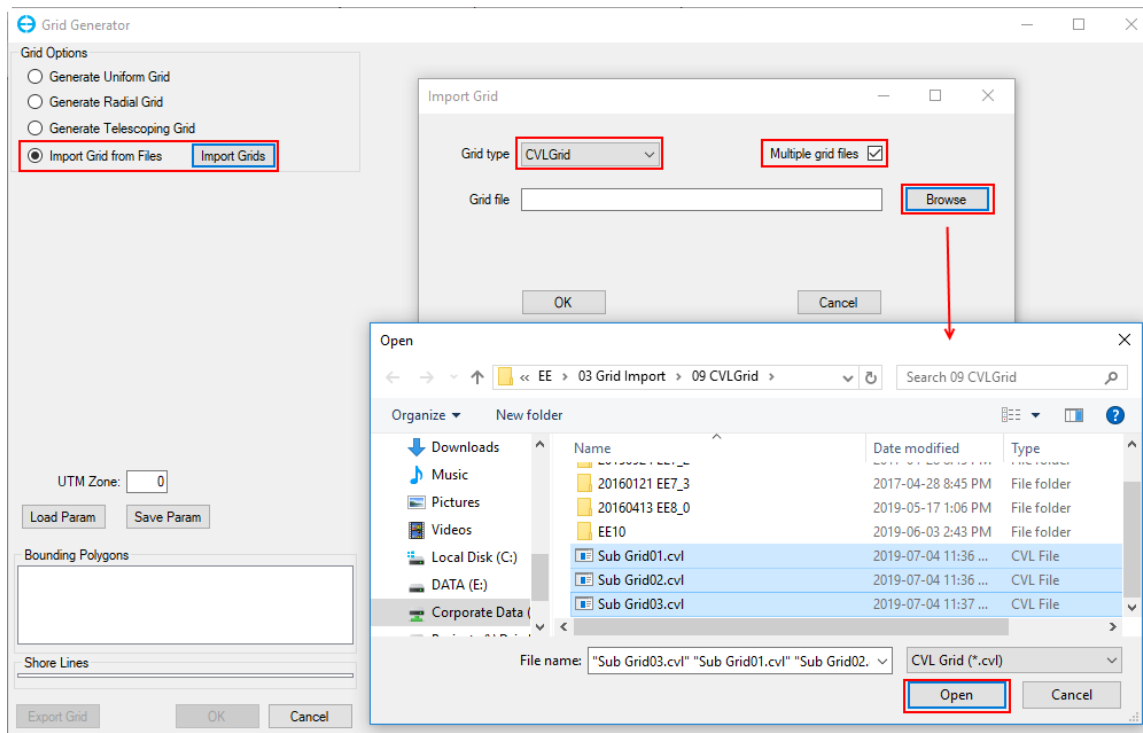 Grid Generator
Grid Options
Generate Uniform Grid
Generate Radial Grid
Generate Telescoping Grid
Import Grid from Files
Import Grids
UTM Zone:
0
Load Param
Save Param
Bounding Polygons
Shore Lines
Export Grid
OK
Cancel
Import Grid
Grid type
CVLGrid
Multiple grid files
Grid file
Browse
OK
Cancel
Open
« EE > 03 Grid Import > 09 CVLGrid >
Search 09 CVLGrid
Organize
New folder
Downloads
Music
Pictures
Videos
Local Disk (C:)
DATA (E:)
Corporate Data (
Name Date modified Type
20160121 EE7_3 2017-04-28 8:45 PM File folder
20160413 EE8_0 2019-05-17 1:06 PM File folder
EE10 2019-06-03 2:43 PM File folder
Sub Grid01.cvl 2019-07-04 11:36 ... CVL File
Sub Grid02.cvl 2019-07-04 11:36 ... CVL File
Sub Grid03.cvl 2019-07-04 11:37 ... CVL File
File name: "Sub Grid03.cvl" "Sub Grid01.cvl" "Sub Grid02.
CVL Grid (*.cvl)
Open
Cancel